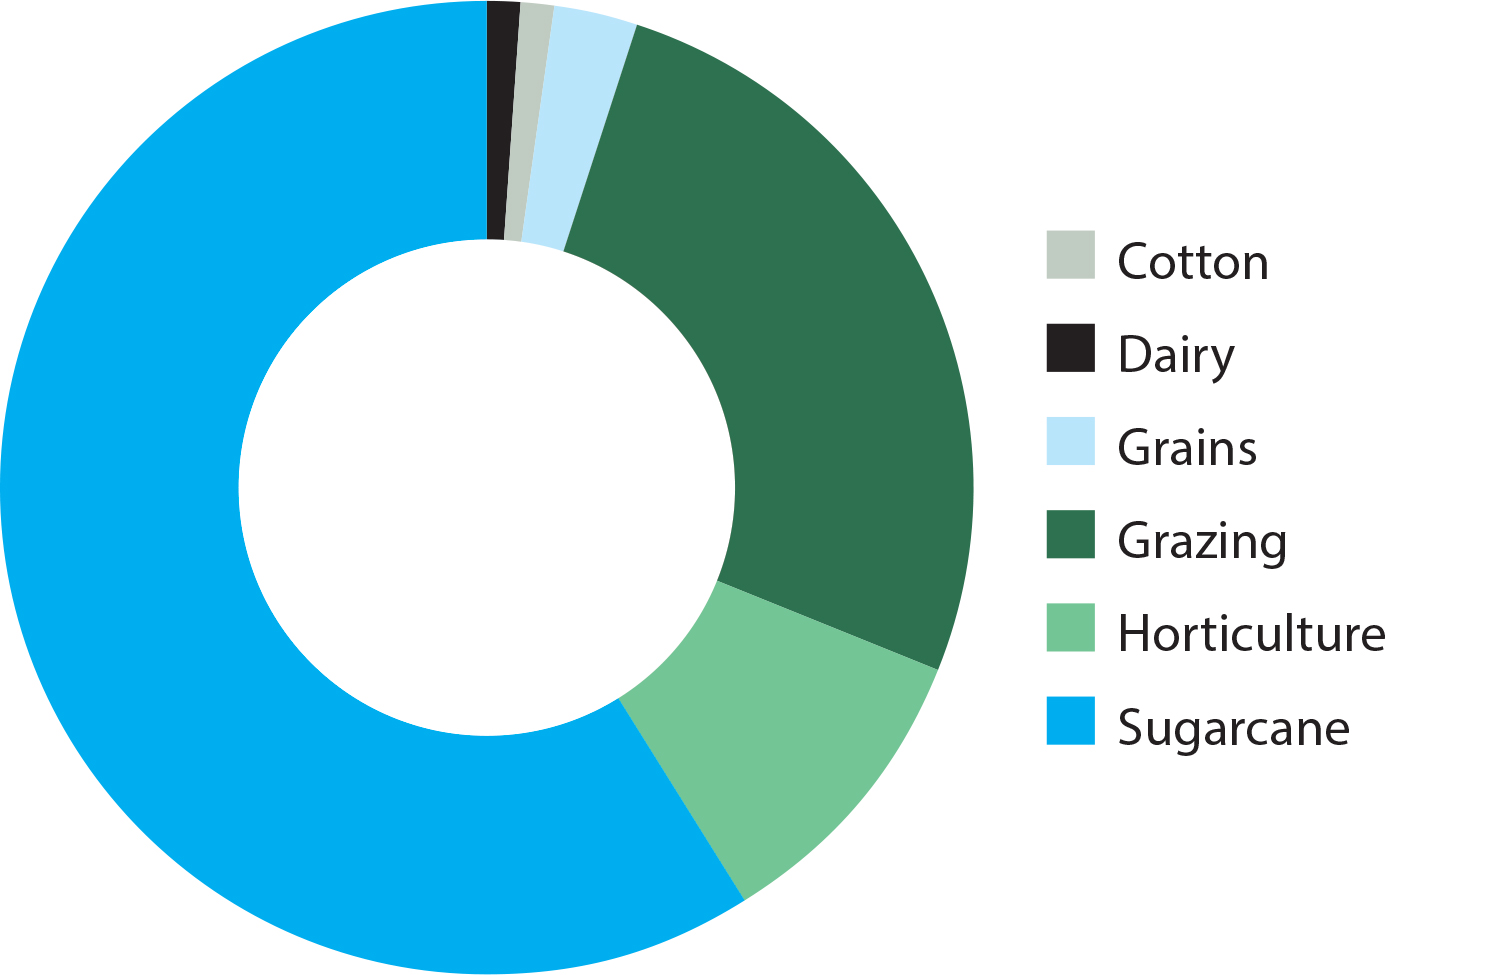 Cotton
Dairy
Grains
Grazing
Horticulture
Sugarcane